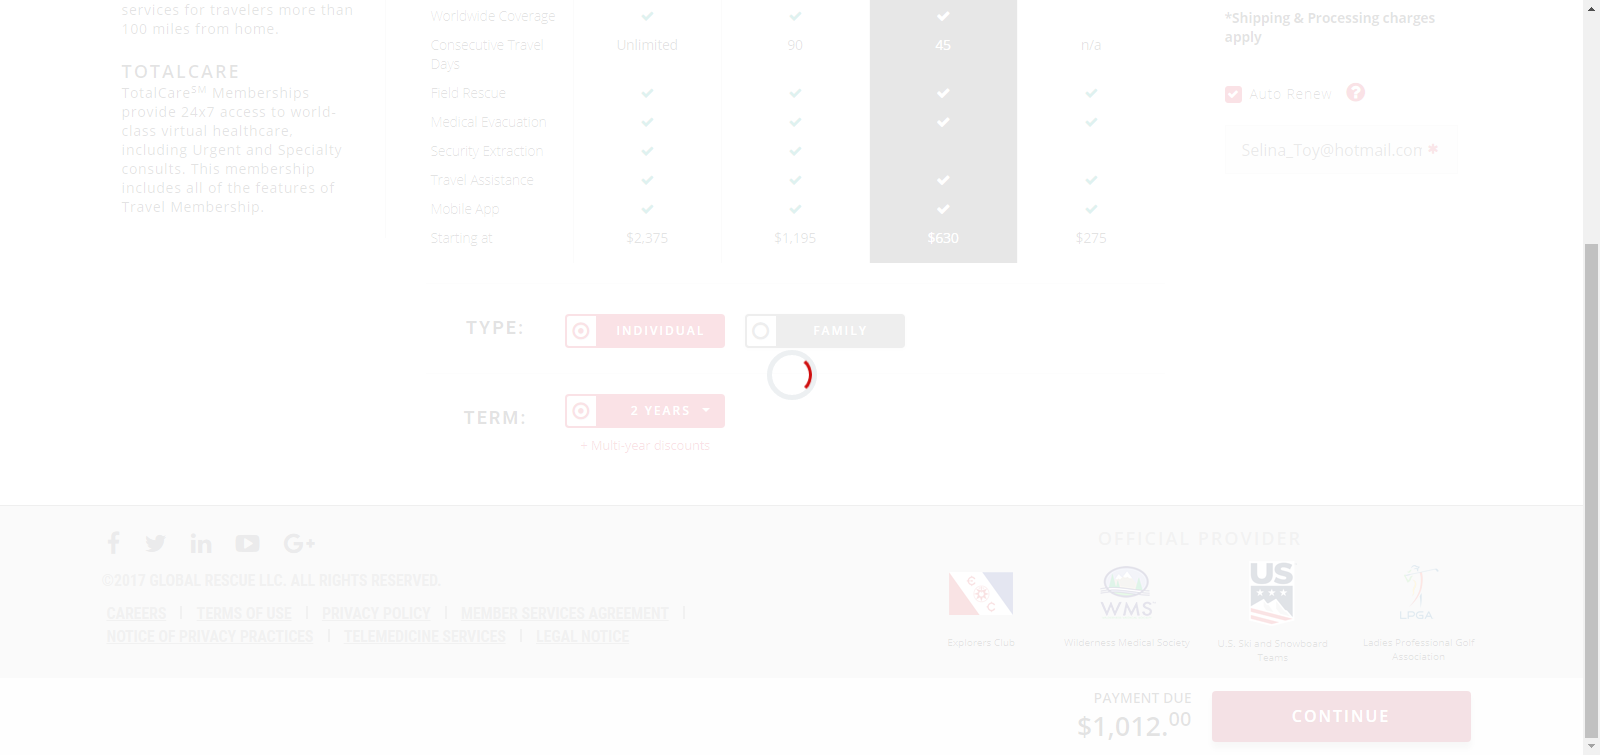 services for travelers more than
100 miles from home.
TOTALCARE
TotalCareSM Memberships
provide 24x7 access to world-
class virtual healthcare,
including Urgent and Specialty
consults. This membership
includes all of the features of
Travel Membership.
Worldwide Coverage
Consecutive Travel Unlimited 90 45 n/a
Days
Field Rescue
Medical Evacuation
Security Extraction
Travel Assistance
Mobile App
Starting at $2,375 $1,195 $630 $275
*Shipping & Processing charges
apply
Auto Renew ?
Selina_Toy@hotmail.com *
TYPE: INDIVIDUAL FAMILY
TERM: 2 YEARS
+ Multi-year discounts
©2017 GLOBAL RESCUE LLC. ALL RIGHTS RESERVED.
CAREERS | TERMS OF USE | PRIVACY POLICY | MEMBER SERVICES AGREEMENT |
NOTICE OF PRIVACY PRACTICES | TELEMEDICINE SERVICES | LEGAL NOTICE
OFFICIAL PROVIDER
WMS
US
LPGA
Explorers Club
Wilderness Medical Society
U.S. Ski and Snowboard
Teams
Ladies Professional Golf
Association
PAYMENT DUE
$1,012.00
CONTINUE